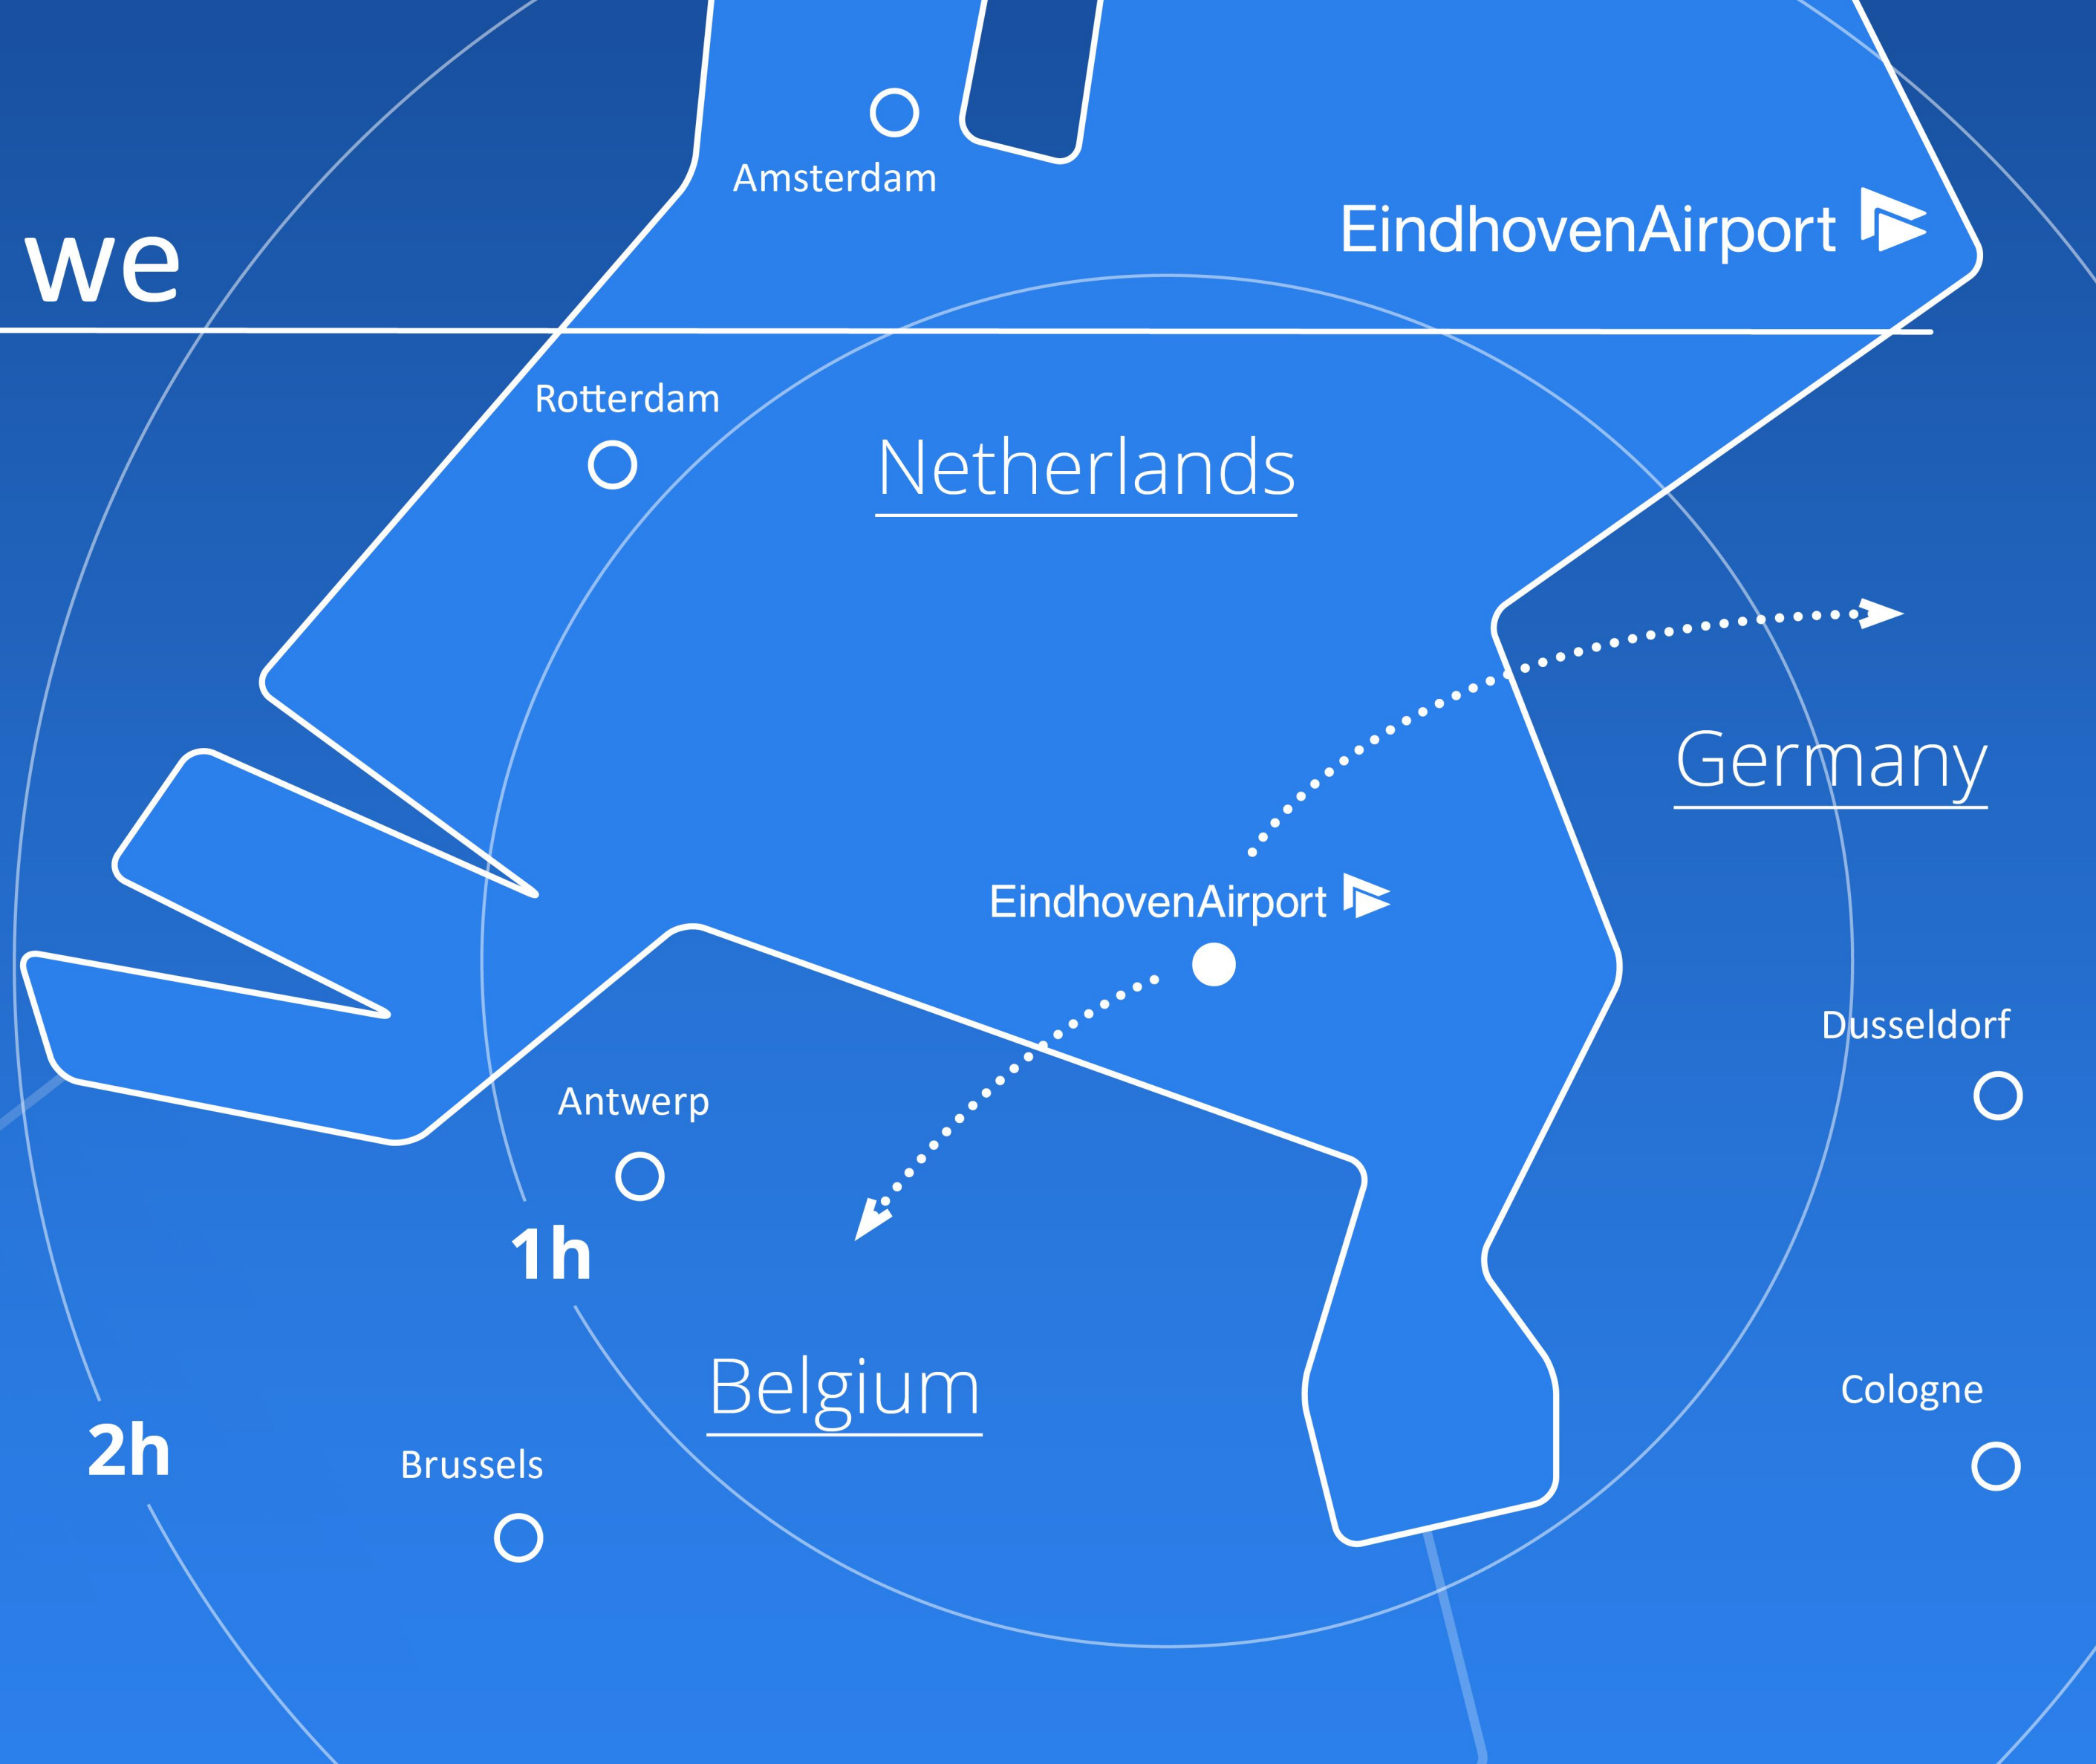 Amsterdam
we
EindhovenAirport
Rotterdam
Netherlands
Germany
EindhovenAirport
Dusseldorf
Antwerp
1h
Belgium
Cologne
2h
Brussels